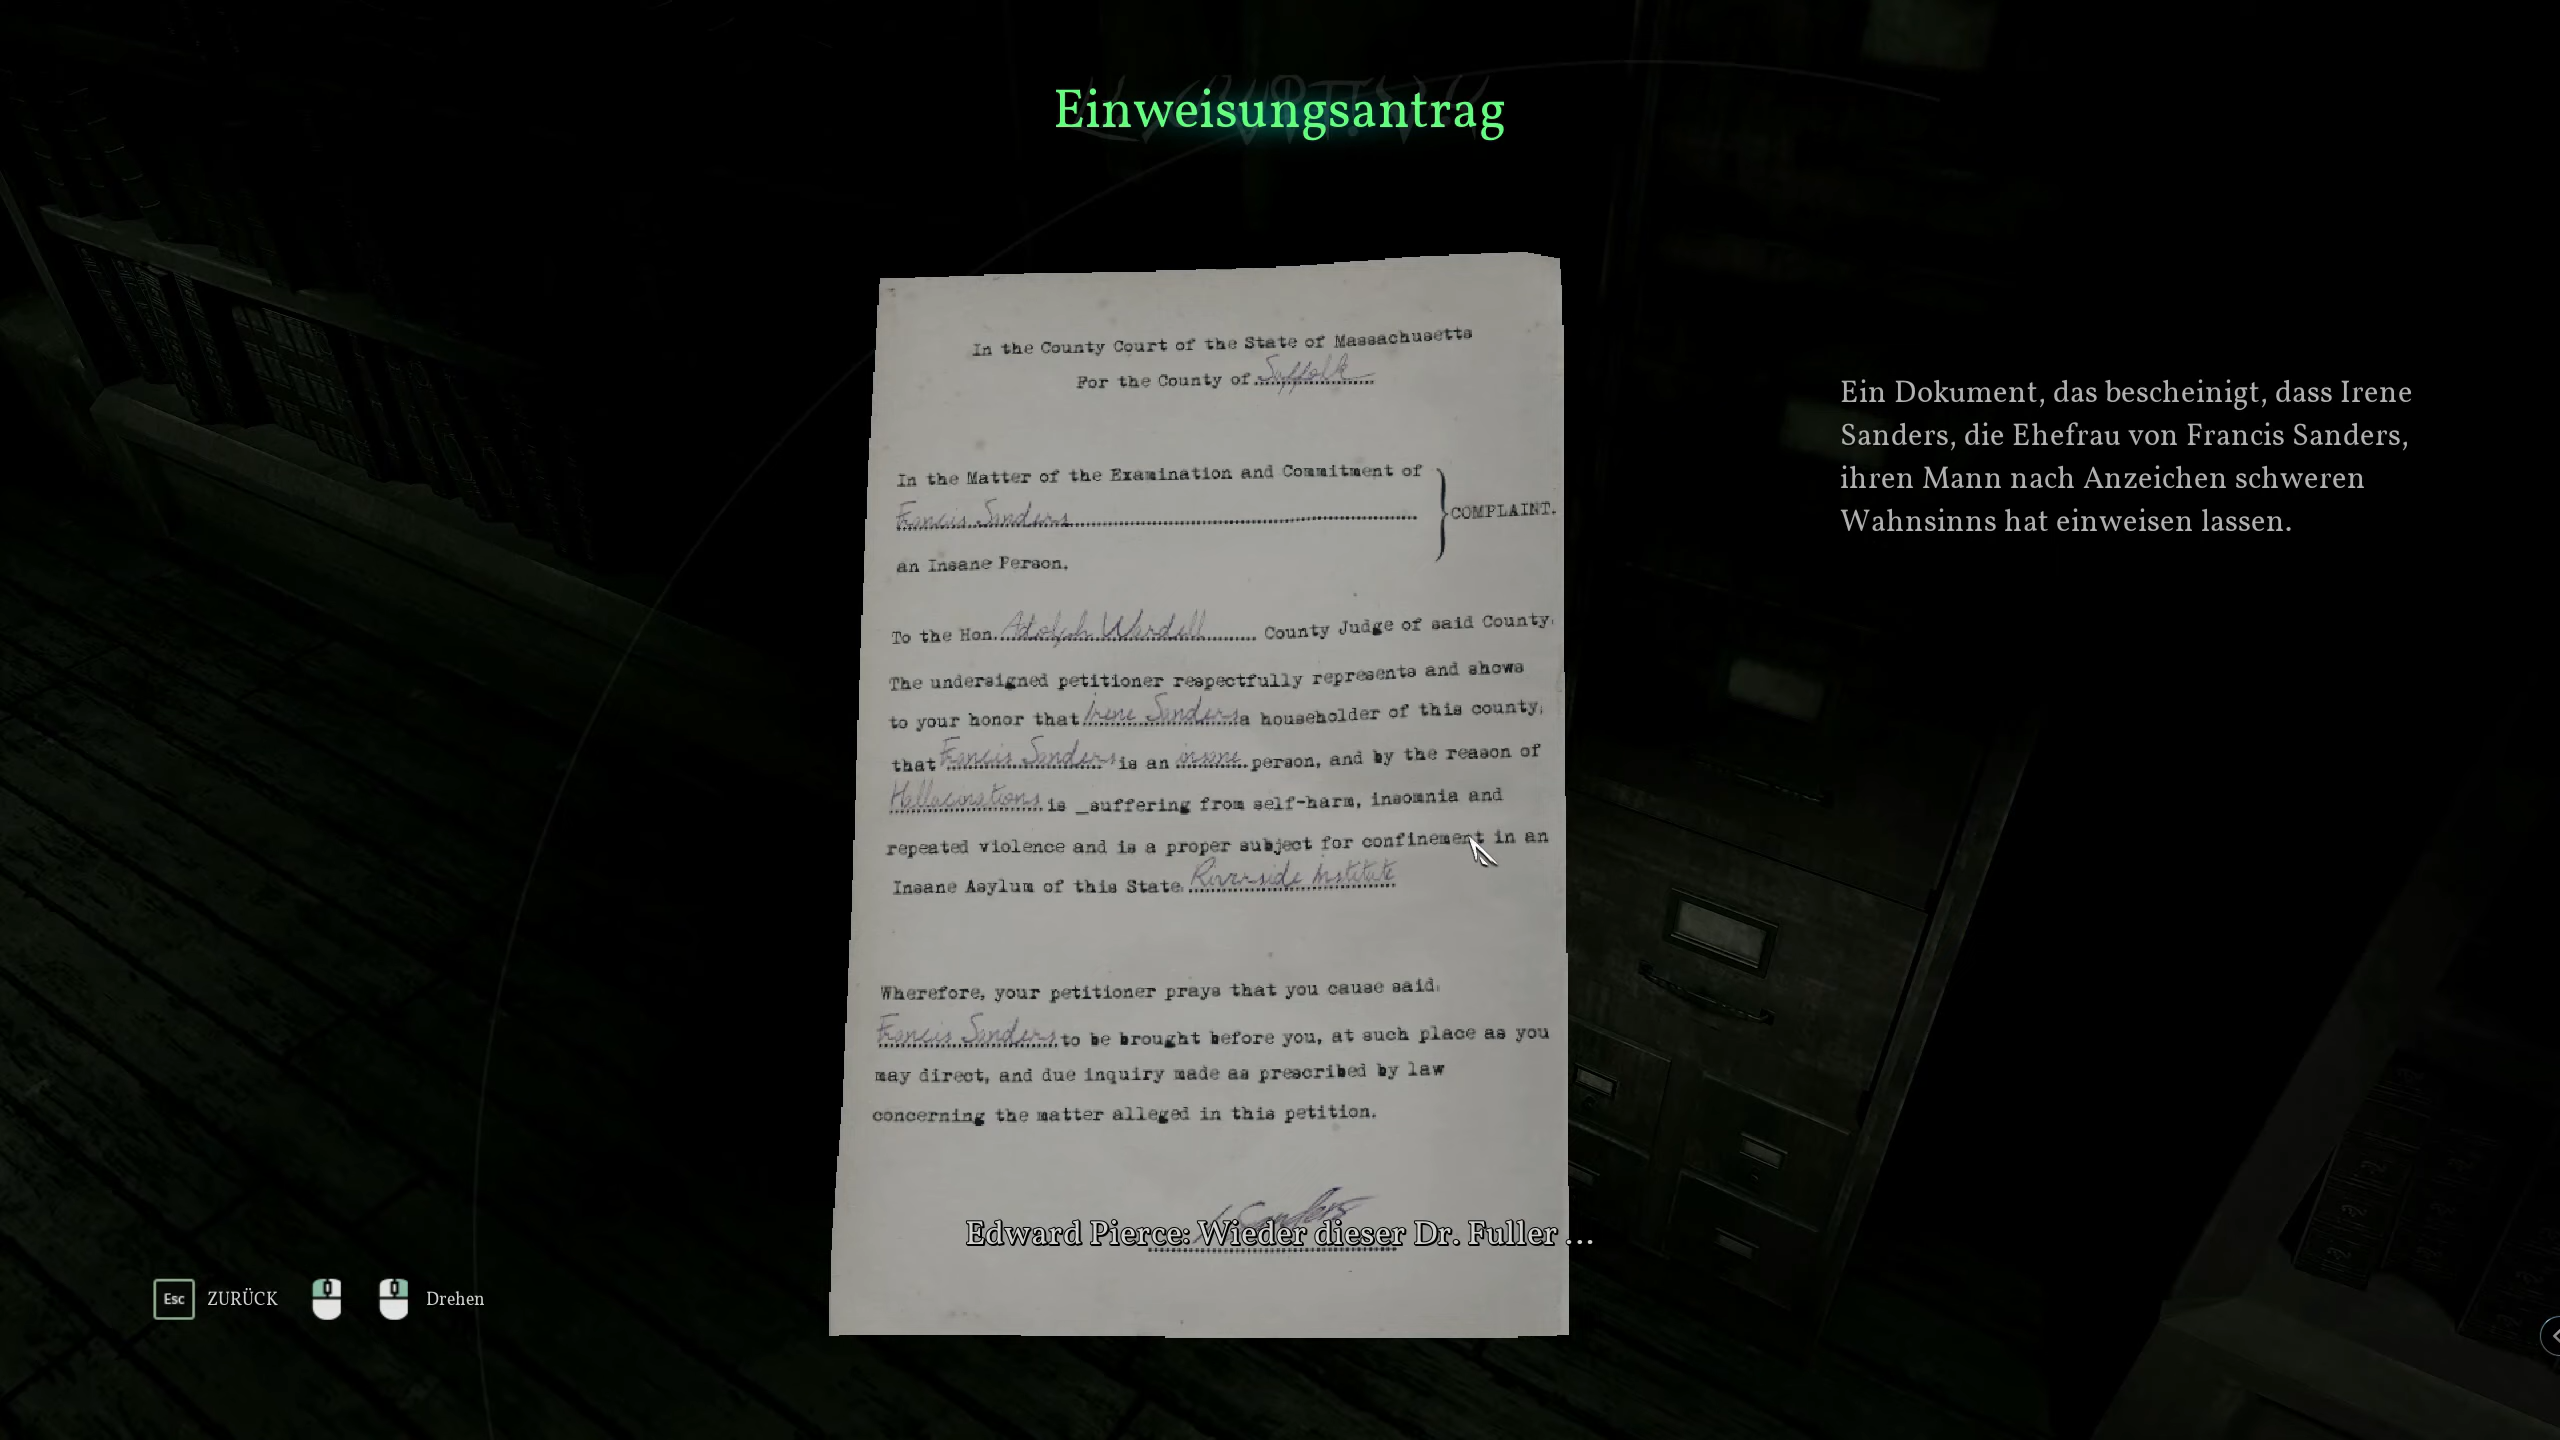 Einweisungsantrag
In the County Court of the State of Massachusetts
For the County of Suffolk
In the Matter of the Examination and Commitment of
Francis Sanders
COMPLAINT.
an Insane Person.
To the Hon. Adolph Wardell County Judge of said County.
The undersigned petitioner respectfully represents and shows
to your honor that Irene Sanders a householder of this county,
that Francis Sanders is an insane person, and by the reason of
Hallucinations is _suffering from self-harm, insomnia and
repeated violence and is a proper subject for confinement in an
Insane Asylum of this State. Riverside Institute
Wherefore, your petitioner prays that you cause said.
Francis Sanders to be brought before you, at such place as you
may direct, and due inquiry made as prescribed by law
concerning the matter alleged in this petition.
Sanders
Ein Dokument, das bescheinigt, dass Irene
Sanders, die Ehefrau von Francis Sanders,
ihren Mann nach Anzeichen schweren
Wahnsinns hat einweisen lassen.
Edward Pierce: Wieder dieser Dr. Fuller ...
Esc ZURÜCK Drehen